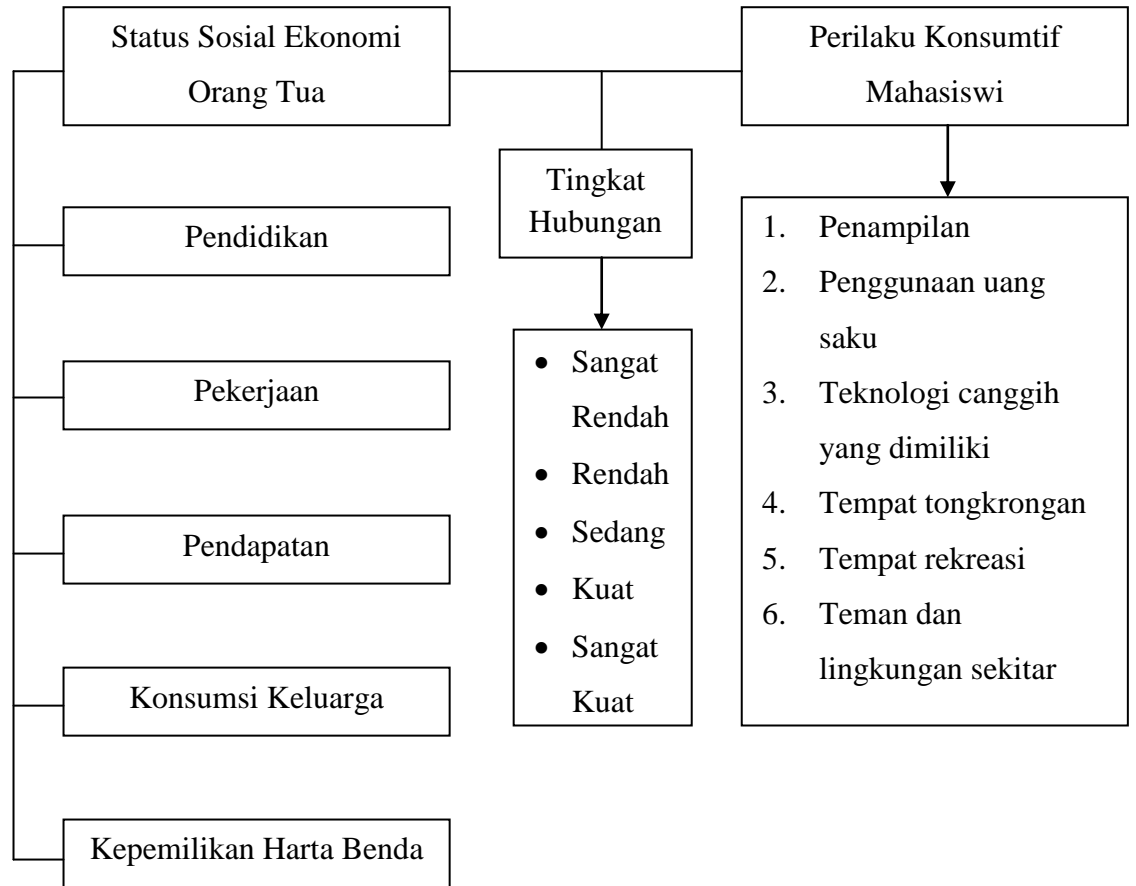 Status Sosial Ekonomi
Orang Tua
Pendidikan
Pekerjaan
Pendapatan
Konsumsi Keluarga
Kepemilikan Harta Benda
Tingkat
Hubungan
• Sangat
Rendah
• Rendah
• Sedang
• Kuat
• Sangat
Kuat
Perilaku Konsumtif
Mahasiswi
1. Penampilan
2. Penggunaan uang
saku
3. Teknologi canggih
yang dimiliki
4. Tempat tongkrongan
5. Tempat rekreasi
6. Teman dan
lingkungan sekitar